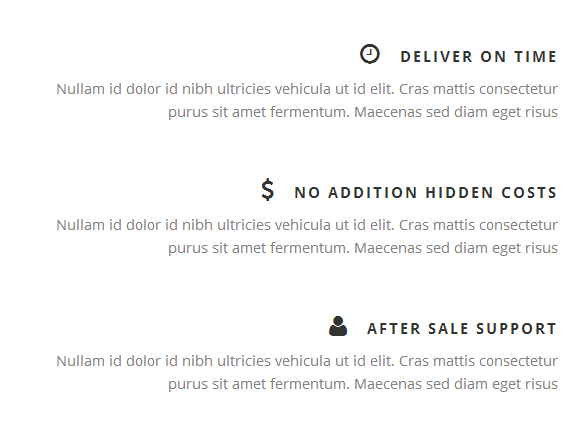 DELIVER ON TIME
Nullam id dolor id nibh ultricies vehicula ut id elit. Cras mattis consectetur
purus sit amet fermentum. Maecenas sed diam eget risus
$ NO ADDITION HIDDEN COSTS
Nullam id dolor id nibh ultricies vehicula ut id elit. Cras mattis consectetur
purus sit amet fermentum. Maecenas sed diam eget risus
AFTER SALE SUPPORT
Nullam id dolor id nibh ultricies vehicula ut id elit. Cras mattis consectetur
purus sit amet fermentum. Maecenas sed diam eget risus